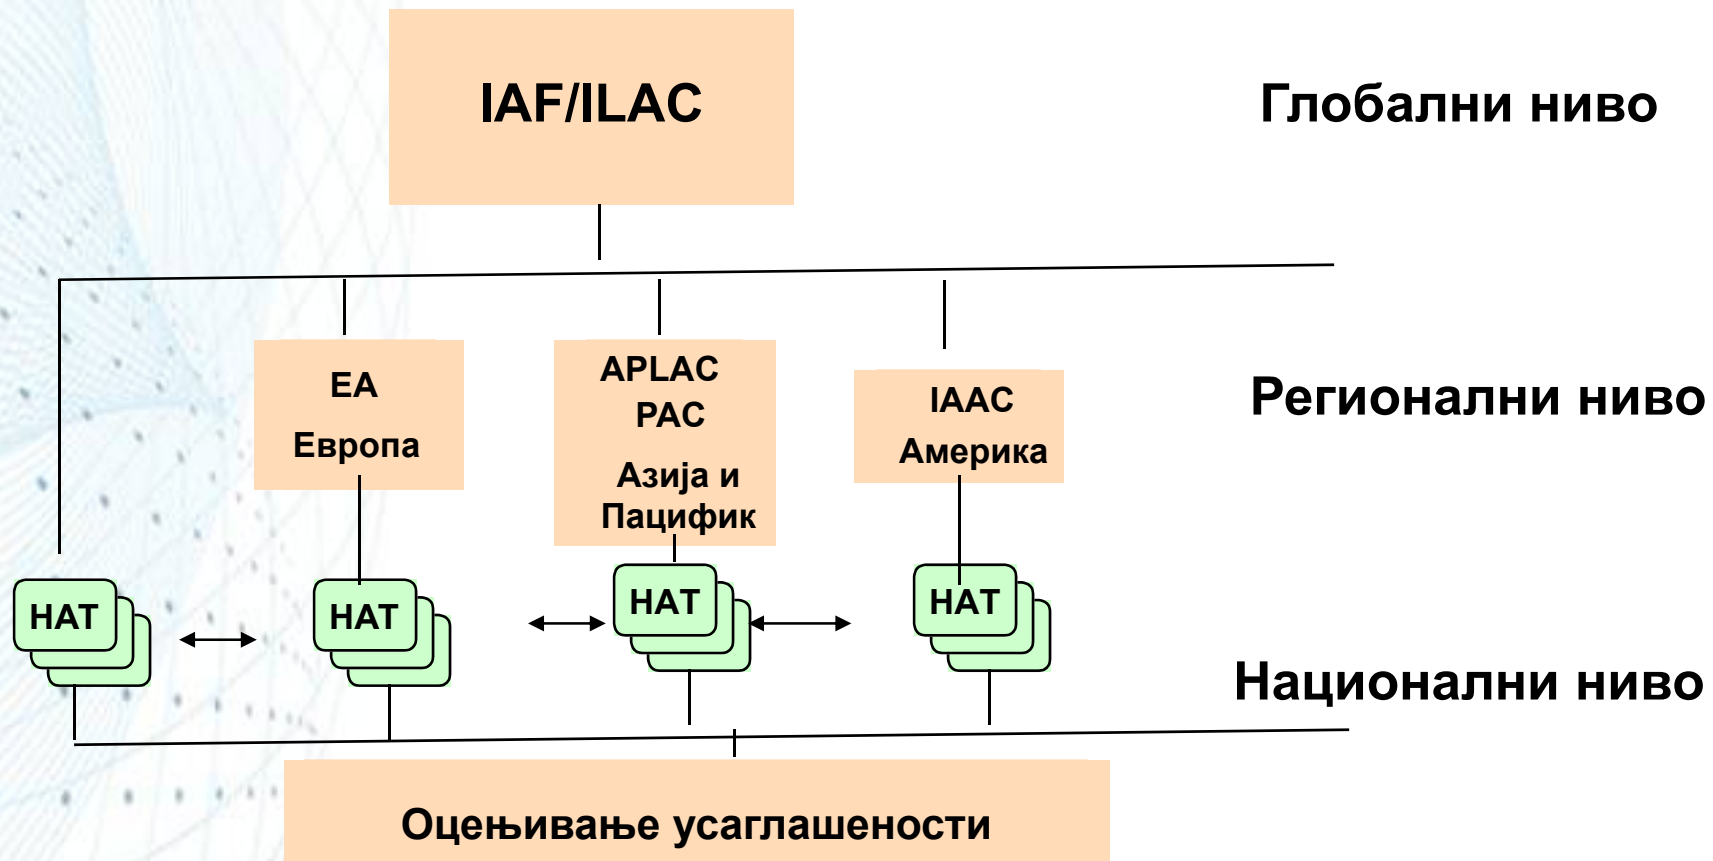 IAF/ILAC
Глобални ниво
EA
Европа
APLAC
PAC
Азија и
Пацифик
IAAC
Америка
Регионални ниво
НАТ
НАТ
НАТ
НАТ
Национални ниво
Оцењивање усаглашености